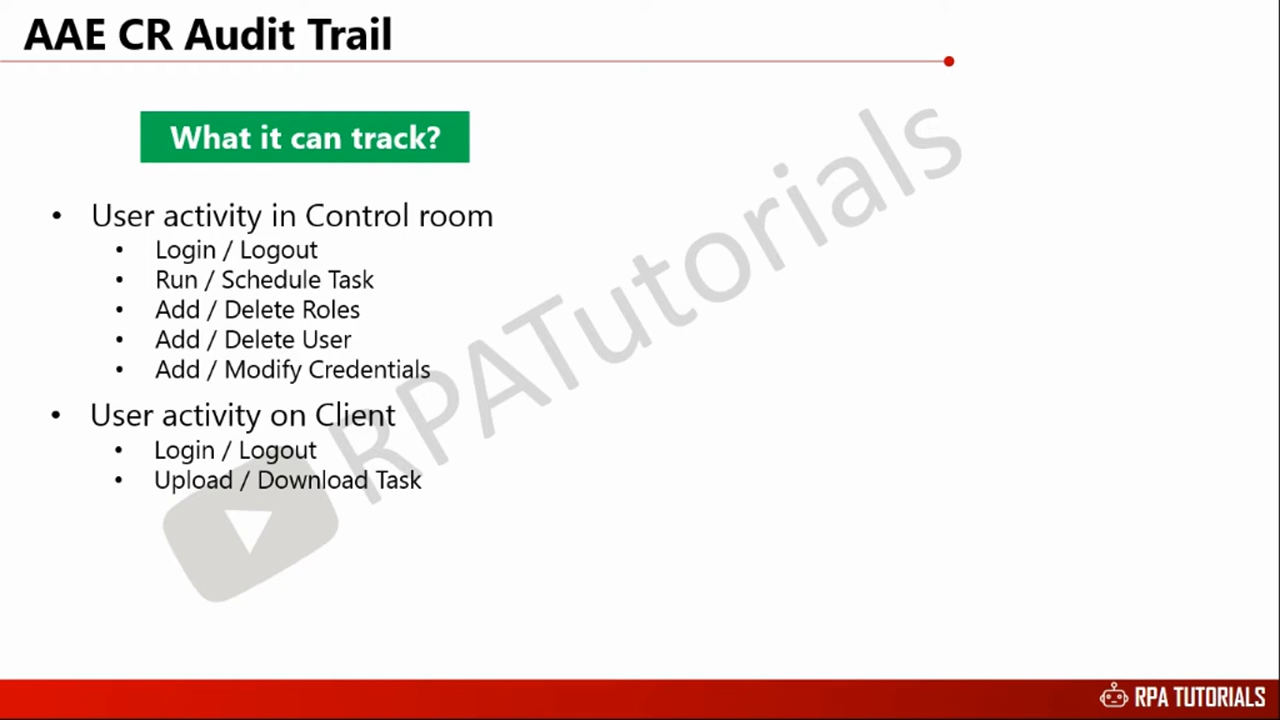 AAE CR Audit Trail
What it can track?
• User activity in Control room
• Login / Logout
• Run / Schedule Task
• Add / Delete Roles
• Add / Delete User
• Add / Modify Credentials
• User activity on Client
• Login / Logout
• Upload / Download Task
RPATutorials
RPA TUTORIALS